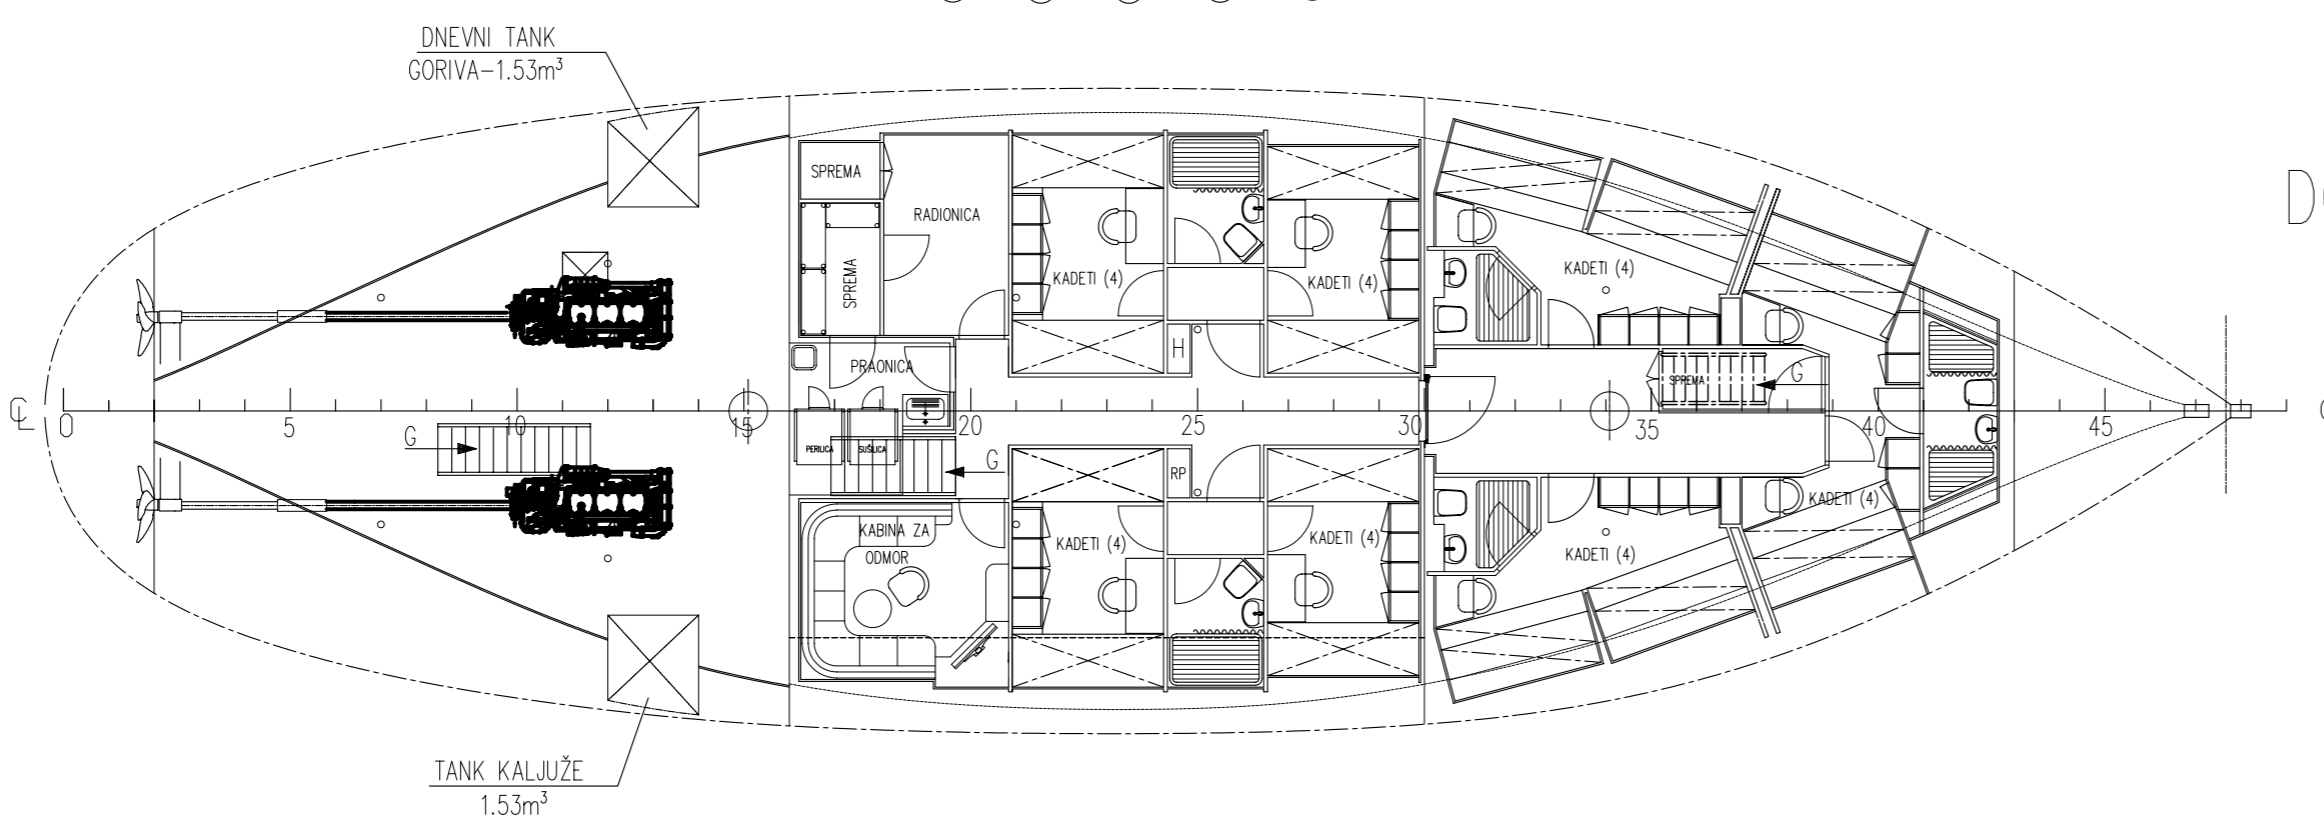 DNEVNI TANK
GORIVA-1.53m³
SPREMA
RADIONICA
SPREMA
KADETI (4)
KADETI (4)
KADETI (4)
H
PRAONICA
SPREMA
G
0
5
10
15
20
25
30
35
40
45
G
PERILICA
SUŠILICA
G
RP
KABINA ZA
ODMOR
KADETI (4)
KADETI (4)
KADETI (4)
KADETI (4)
TANK KALJUŽE
1.53m³